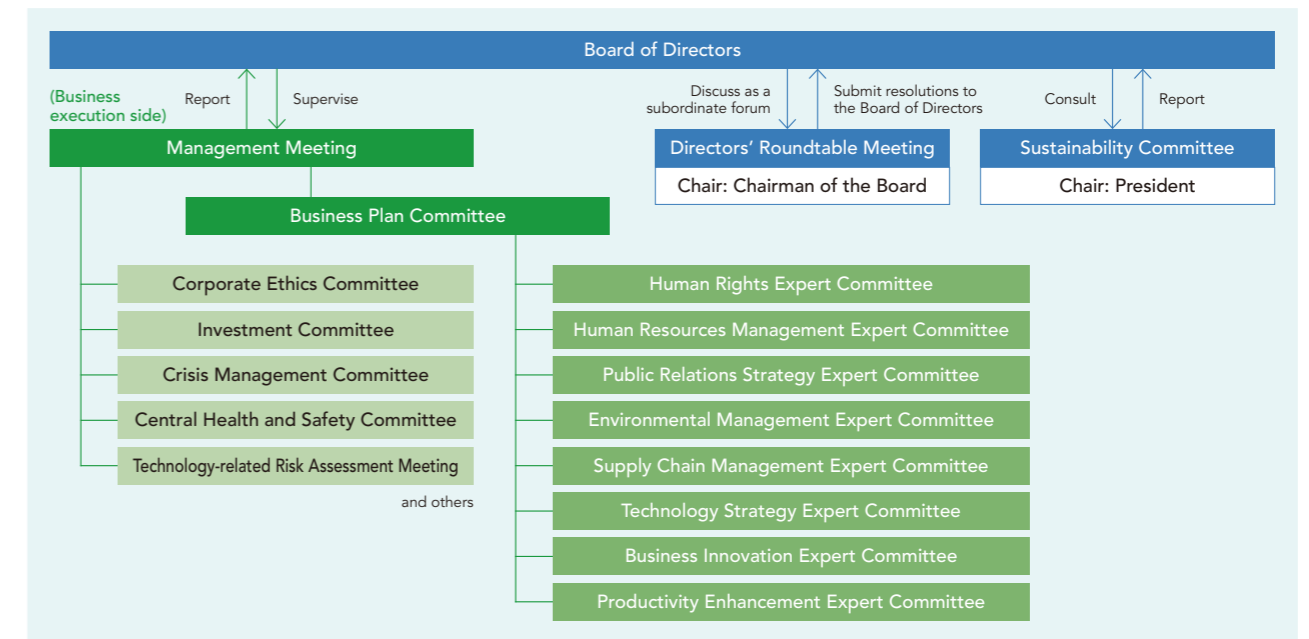 Board of Directors
(Business
execution side)
Report
Supervise
Discuss as a
subordinate forum
Submit resolutions to
the Board of Directors
Consult
Report
Management Meeting
Directors’ Roundtable Meeting
Chair: Chairman of the Board
Sustainability Committee
Chair: President
Business Plan Committee
Corporate Ethics Committee
Investment Committee
Crisis Management Committee
Central Health and Safety Committee
Technology-related Risk Assessment Meeting
and others
Human Rights Expert Committee
Human Resources Management Expert Committee
Public Relations Strategy Expert Committee
Environmental Management Expert Committee
Supply Chain Management Expert Committee
Technology Strategy Expert Committee
Business Innovation Expert Committee
Productivity Enhancement Expert Committee